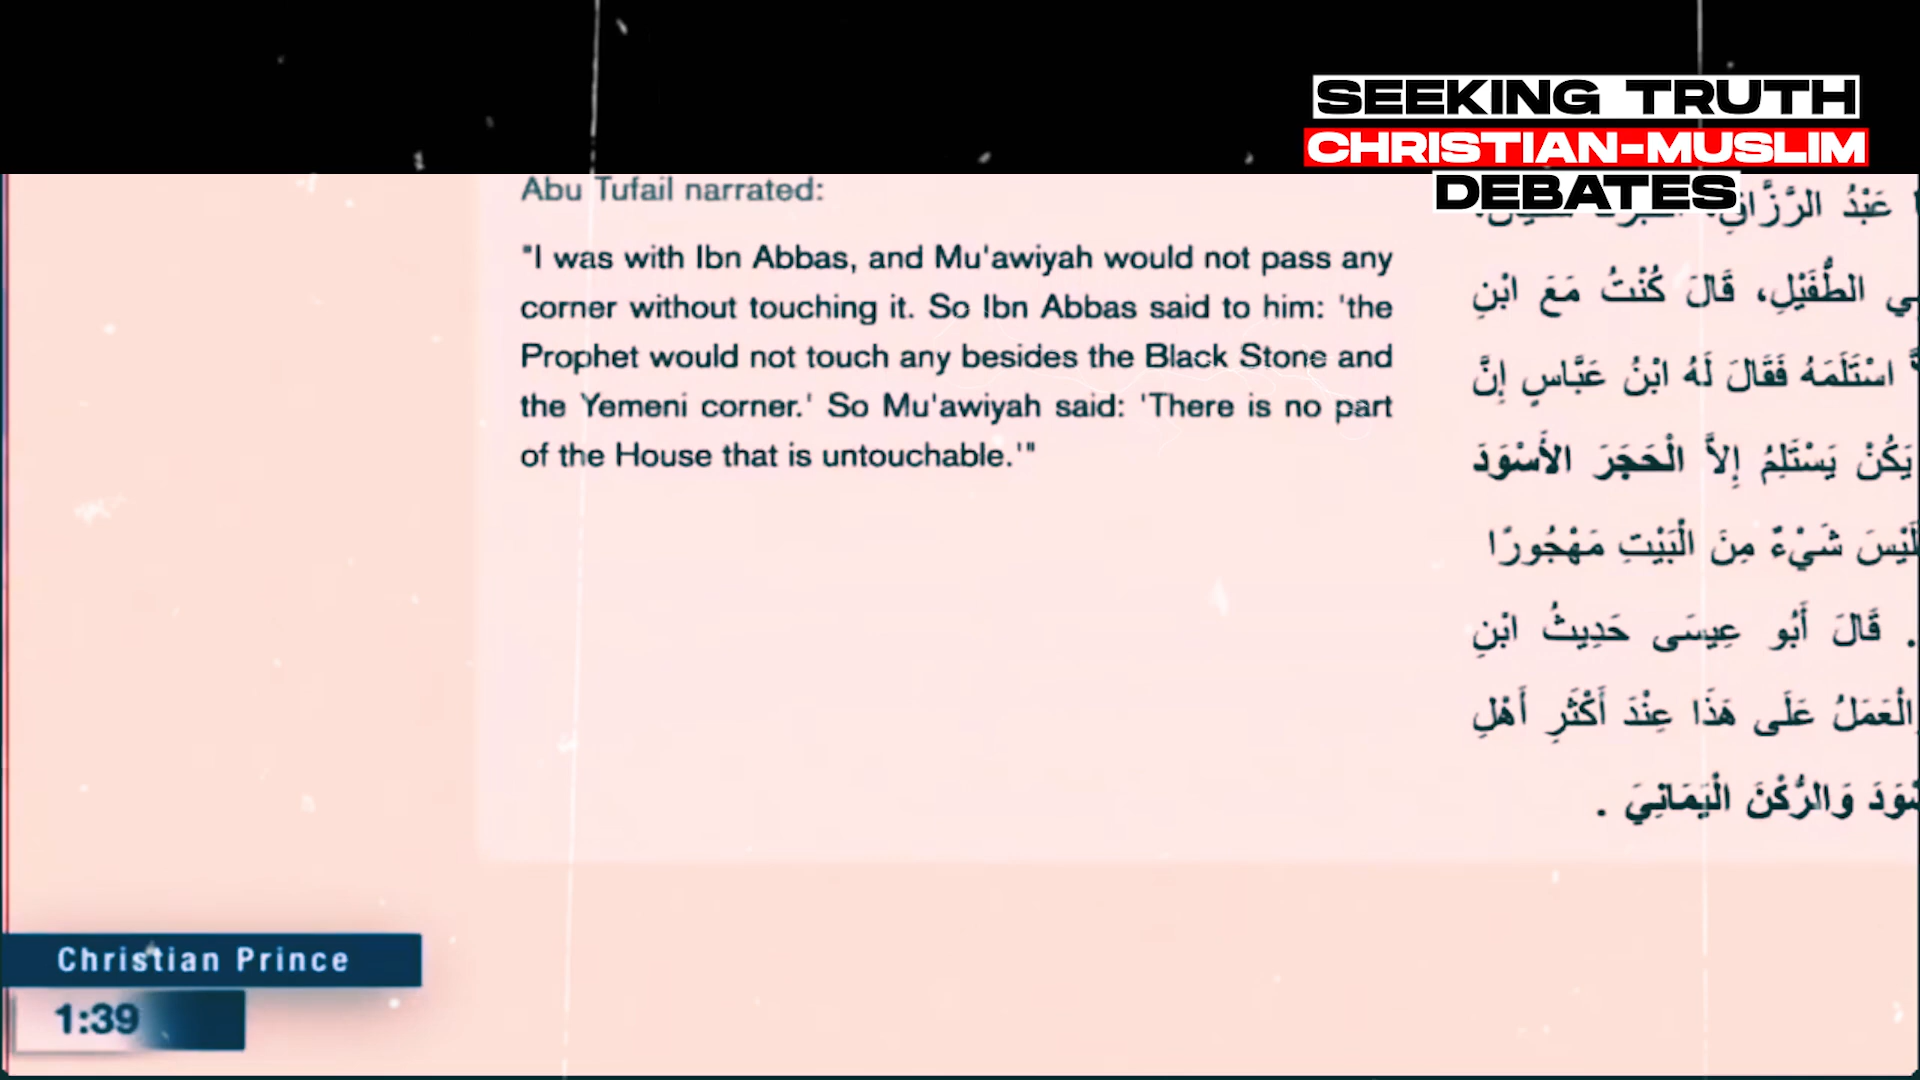 SEEKING TRUTH
CHRISTIAN-MUSLIM
DEBATES
Abu Tufail narrated:
"I was with Ibn Abbas, and Mu'awiyah would not pass any
corner without touching it. So Ibn Abbas said to him: 'the
Prophet would not touch any besides the Black Stone and
the Yemeni corner.' So Mu'awiyah said: 'There is no part
of the House that is untouchable.'"
عَبْدُ الرَّزَّاقِ،
الطُّفَيْلِ، قَالَ كُنْتُ مَعَ ابْنِ
اسْتَلَمَهُ فَقَالَ لَهُ ابْنُ عَبَّاسٍ إِنَّ
يَكُنْ يَسْتَلِمُ إِلاَّ الْحَجَرَ الأَسْوَدَ
شَيْءٌ مِنَ الْبَيْتِ مَهْجُورًا
. قَالَ أَبُو عِيسَى حَدِيثُ ابْنِ
الْعَمَلُ عَلَى هَذَا عِنْدَ أَكْثَرِ أَهْلِ
وَالرُّكْنَ الْيَمَانِيَ .
Christian Prince
1:39